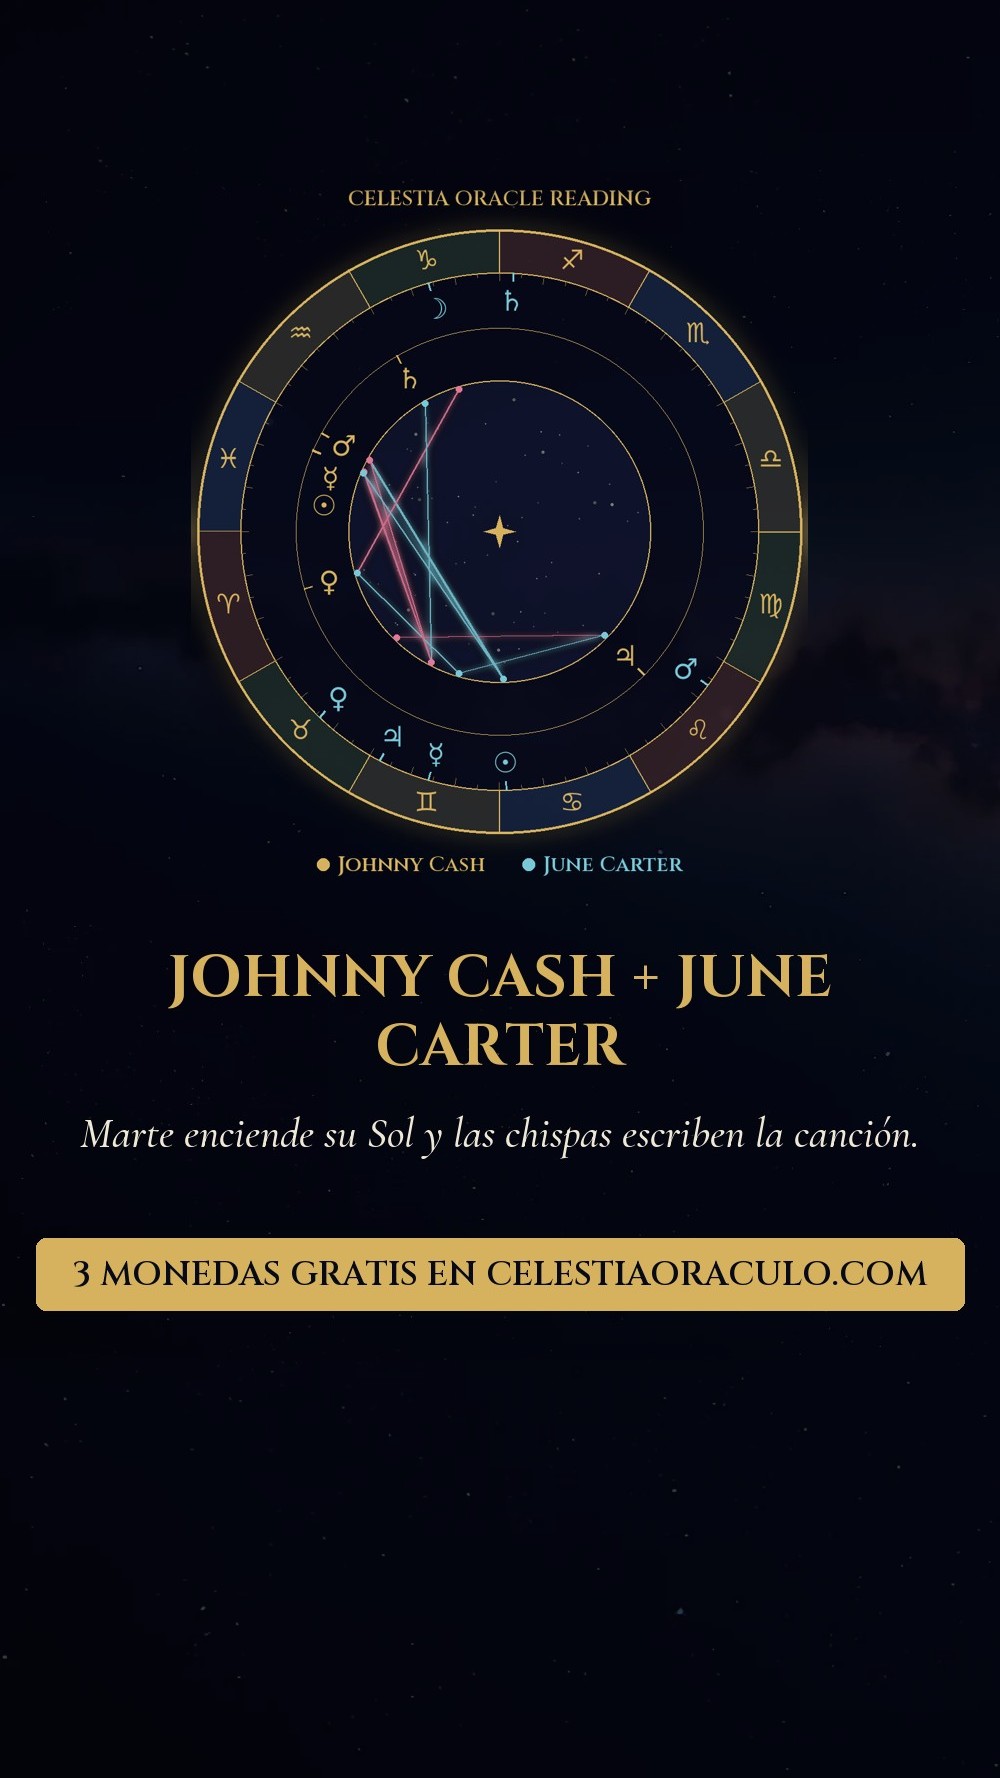 CELESTIA ORACLE READING
Johnny Cash
June Carter
JOHNNY CASH + JUNE
CARTER
Marte enciende su Sol y las chispas escriben la canción.
3 MONEDAS GRATIS EN CELESTIAORACULO.COM